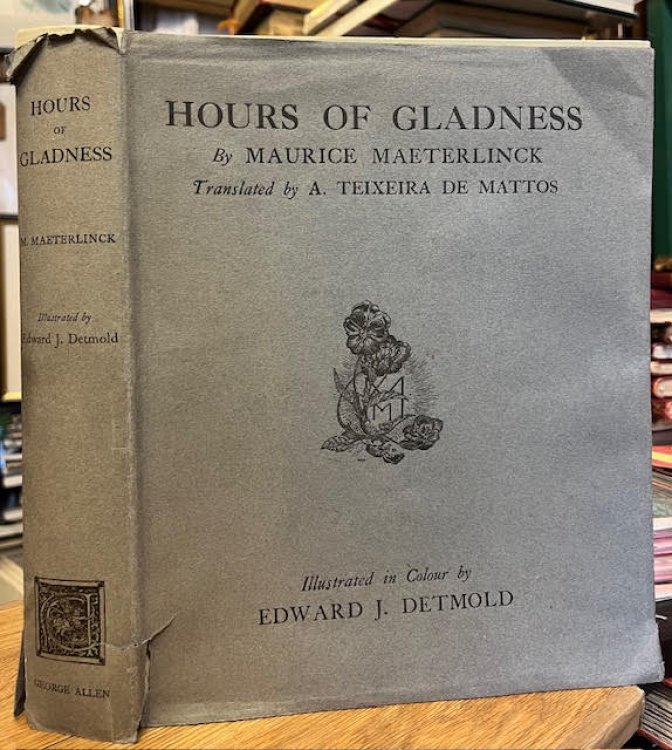 HOURS
OF
GLADNESS
M. MAETERLINCK
Illustrated by
Edward J. Detmold
GEORGE ALLEN
HOURS OF GLADNESS
By MAURICE MAETERLINCK
Translated by A. TEIXEIRA DE MATTOS
Illustrated in Colour by
EDWARD J. DETMOLD